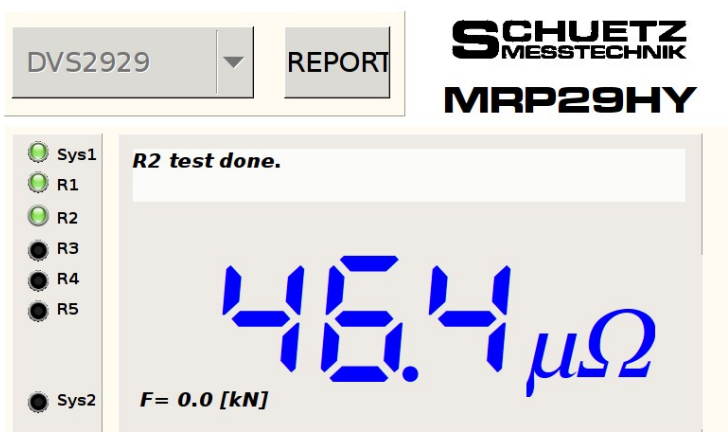 DVS2929
REPORT
SCHUETZ
MESSTECHNIK
MRP29HY
Sys1
R1
R2
R3
R4
R5
Sys2
R2 test done.
46.4 μΩ
F= 0.0 [kN]